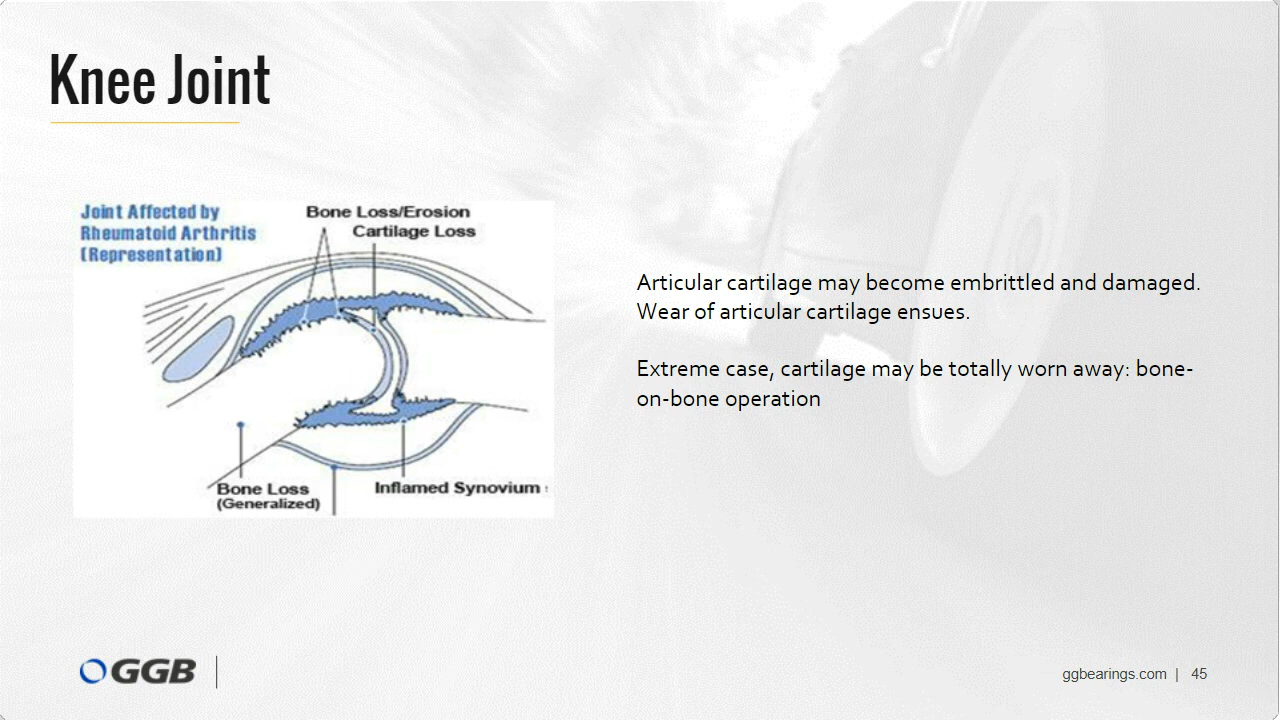 Knee Joint
Joint Affected by
Rheumatoid Arthritis
(Representation)
Bone Loss/Erosion
Cartilage Loss
Bone Loss
(Generalized)
Inflamed Synovium
Articular cartilage may become embrittled and damaged.
Wear of articular cartilage ensues.
Extreme case, cartilage may be totally worn away: bone-
on-bone operation
GGB
ggbearings.com | 45